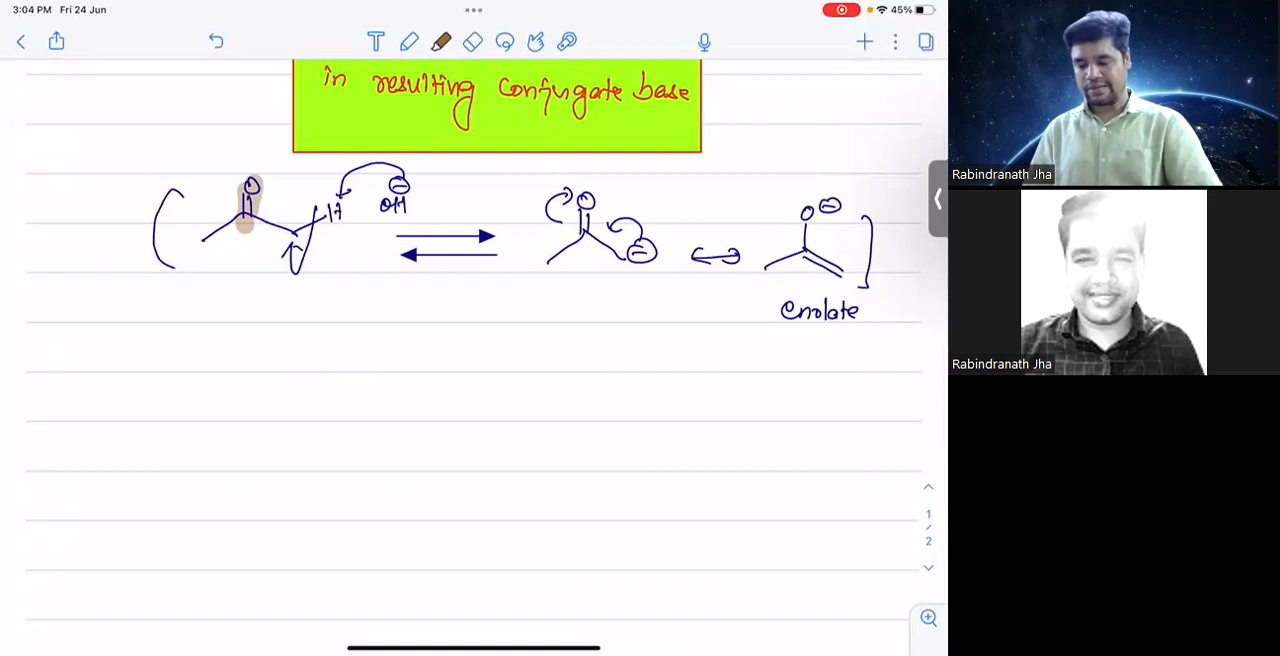 3:04 PM Fri 24 Jun
45%
in resulting conjugate base
O
H
OH
O
O
enolate
1
2
Rabindranath Jha
Rabindranath Jha